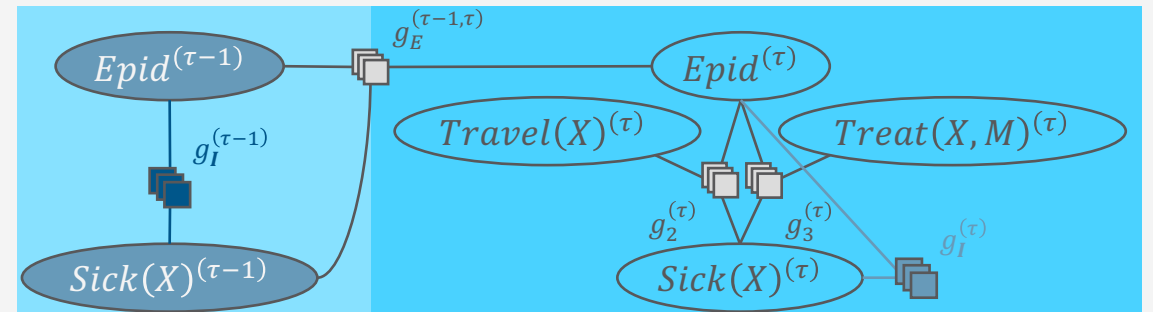 g_E^{(τ−1,τ)}
Epid^{(τ−1)}
Epid^{(τ)}
Travel(X)^{(τ)}
Treat(X, M)^{(τ)}
g_I^{(τ−1)}
g_2^{(τ)}
g_3^{(τ)}
g_I^{(τ)}
Sick(X)^{(τ−1)}
Sick(X)^{(τ)}